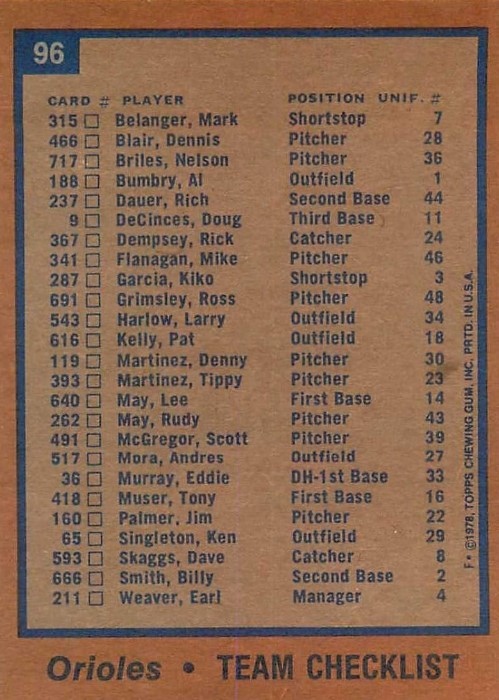 96
CARD # PLAYER POSITION UNIF. #
315 Belanger, Mark Shortstop 7
466 Blair, Dennis Pitcher 28
717 Briles, Nelson Pitcher 36
188 Bumbry, Al Outfield 1
237 Dauer, Rich Second Base 44
9 DeCinces, Doug Third Base 11
367 Dempsey, Rick Catcher 24
341 Flanagan, Mike Pitcher 46
287 Garcia, Kiko Shortstop 3
691 Grimsley, Ross Pitcher 48
543 Harlow, Larry Outfield 34
616 Kelly, Pat Outfield 18
119 Martinez, Denny Pitcher 30
393 Martinez, Tippy Pitcher 23
640 May, Lee First Base 14
262 May, Rudy Pitcher 43
491 McGregor, Scott Pitcher 39
517 Mora, Andres Outfield 27
36 Murray, Eddie DH-1st Base 33
418 Muser, Tony First Base 16
160 Palmer, Jim Pitcher 22
65 Singleton, Ken Outfield 29
593 Skaggs, Dave Catcher 8
666 Smith, Billy Second Base 2
211 Weaver, Earl Manager 4
F• ©1978, TOPPS CHEWING GUM, INC. PRTD. IN U.S.A.
Orioles • TEAM CHECKLIST